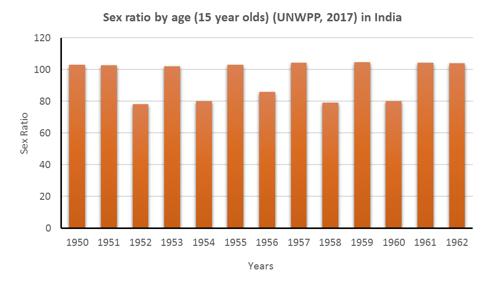 Sex ratio by age (15 year olds) (UNWPP, 2017) in India
120
100
80
60
40
20
0
Sex Ratio
1950 1951 1952 1953 1954 1955 1956 1957 1958 1959 1960 1961 1962
Years